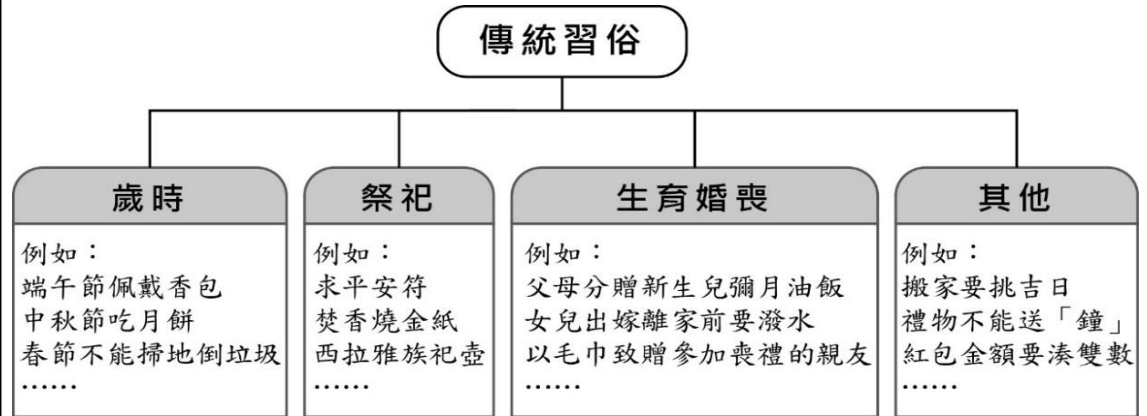 傳統習俗
歲時
例如：
端午節佩戴香包
中秋節吃月餅
春節不能掃地倒垃圾
……
祭祀
例如：
求平安符
焚香燒金紙
西拉雅族祀壺
……
生育婚喪
例如：
父母分贈新生兒彌月油飯
女兒出嫁離家前要潑水
以毛巾致贈參加喪禮的親友
……
其他
例如：
搬家要挑吉日
禮物不能送「鐘」
紅包金額要湊雙數
……